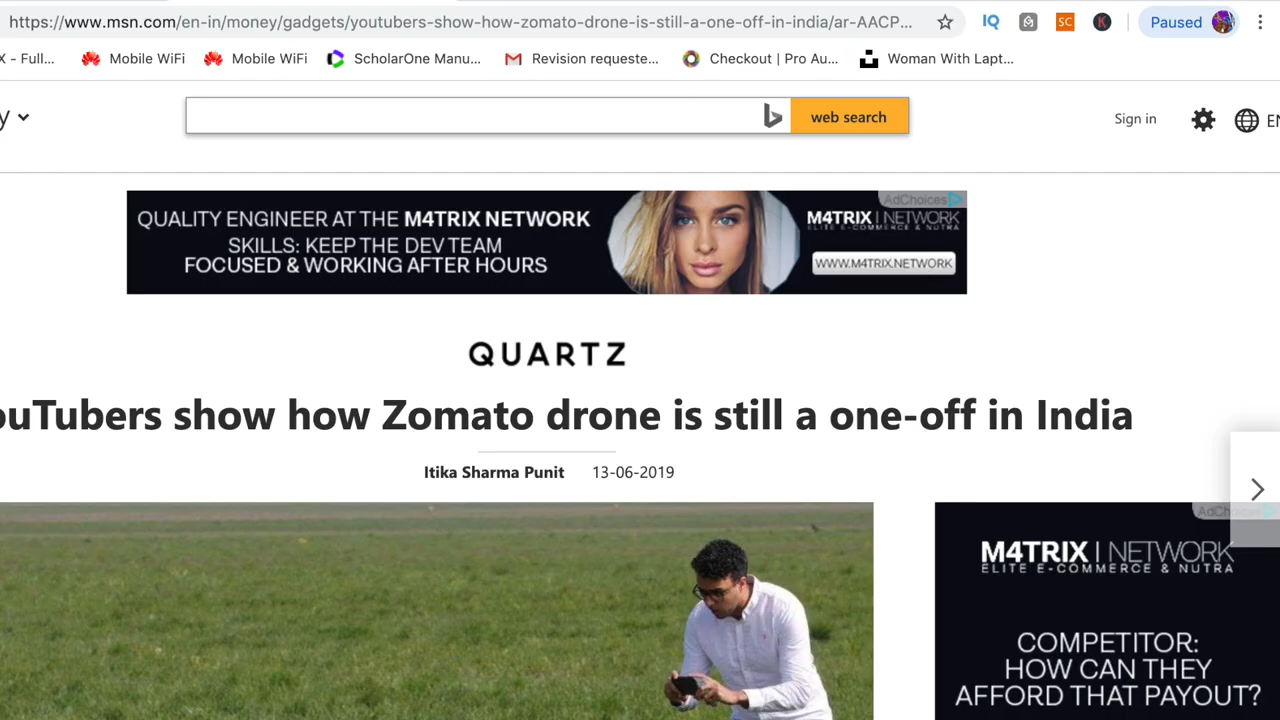 https://www.msn.com/en-in/money/gadgets/youtubers-show-how-zomato-drone-is-still-a-one-off-in-india/ar-AACP...
IQ
SC
K
Paused
X - Full...
Mobile WiFi
Mobile WiFi
ScholarOne Manu...
Revision requeste...
Checkout | Pro Au...
Woman With Lapt...
y
web search
Sign in
EN
AdChoices
QUALITY ENGINEER AT THE M4TRIX NETWORK
SKILLS: KEEP THE DEV TEAM
FOCUSED & WORKING AFTER HOURS
M4TRIX | NETWORK
ELITE E-COMMERCE & NUTRA
WWW.M4TRIX.NETWORK
QUARTZ
ouTubers show how Zomato drone is still a one-off in India
Itika Sharma Punit 13-06-2019
AdChoices
M4TRIX | NETWORK
ELITE E-COMMERCE & NUTRA
COMPETITOR:
HOW CAN THEY
AFFORD THAT PAYOUT?